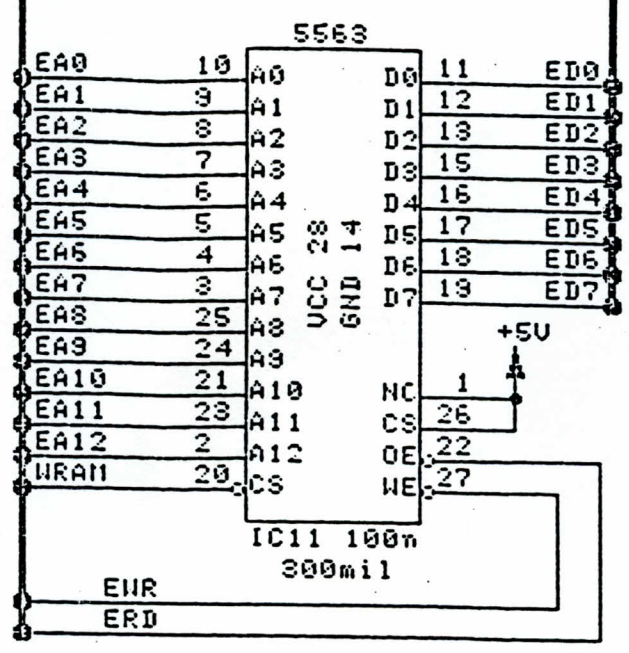 5563
EA0 10 A0 D0 11 ED0
EA1 9 A1 D1 12 ED1
EA2 8 A2 D2 13 ED2
EA3 7 A3 D3 15 ED3
EA4 6 A4 D4 16 ED4
EA5 5 A5 D5 17 ED5
EA6 4 A6 D6 18 ED6
EA7 3 A7 D7 19 ED7
VCC 28
GND 14
EA8 25 A8
+5V
EA9 24 A9
EA10 21 A10 NC 1
EA11 23 A11 CS 26
EA12 2 A12 OE 22
WRAM 20 CS WE 27
IC11 100n
300mil
EWR
ERD